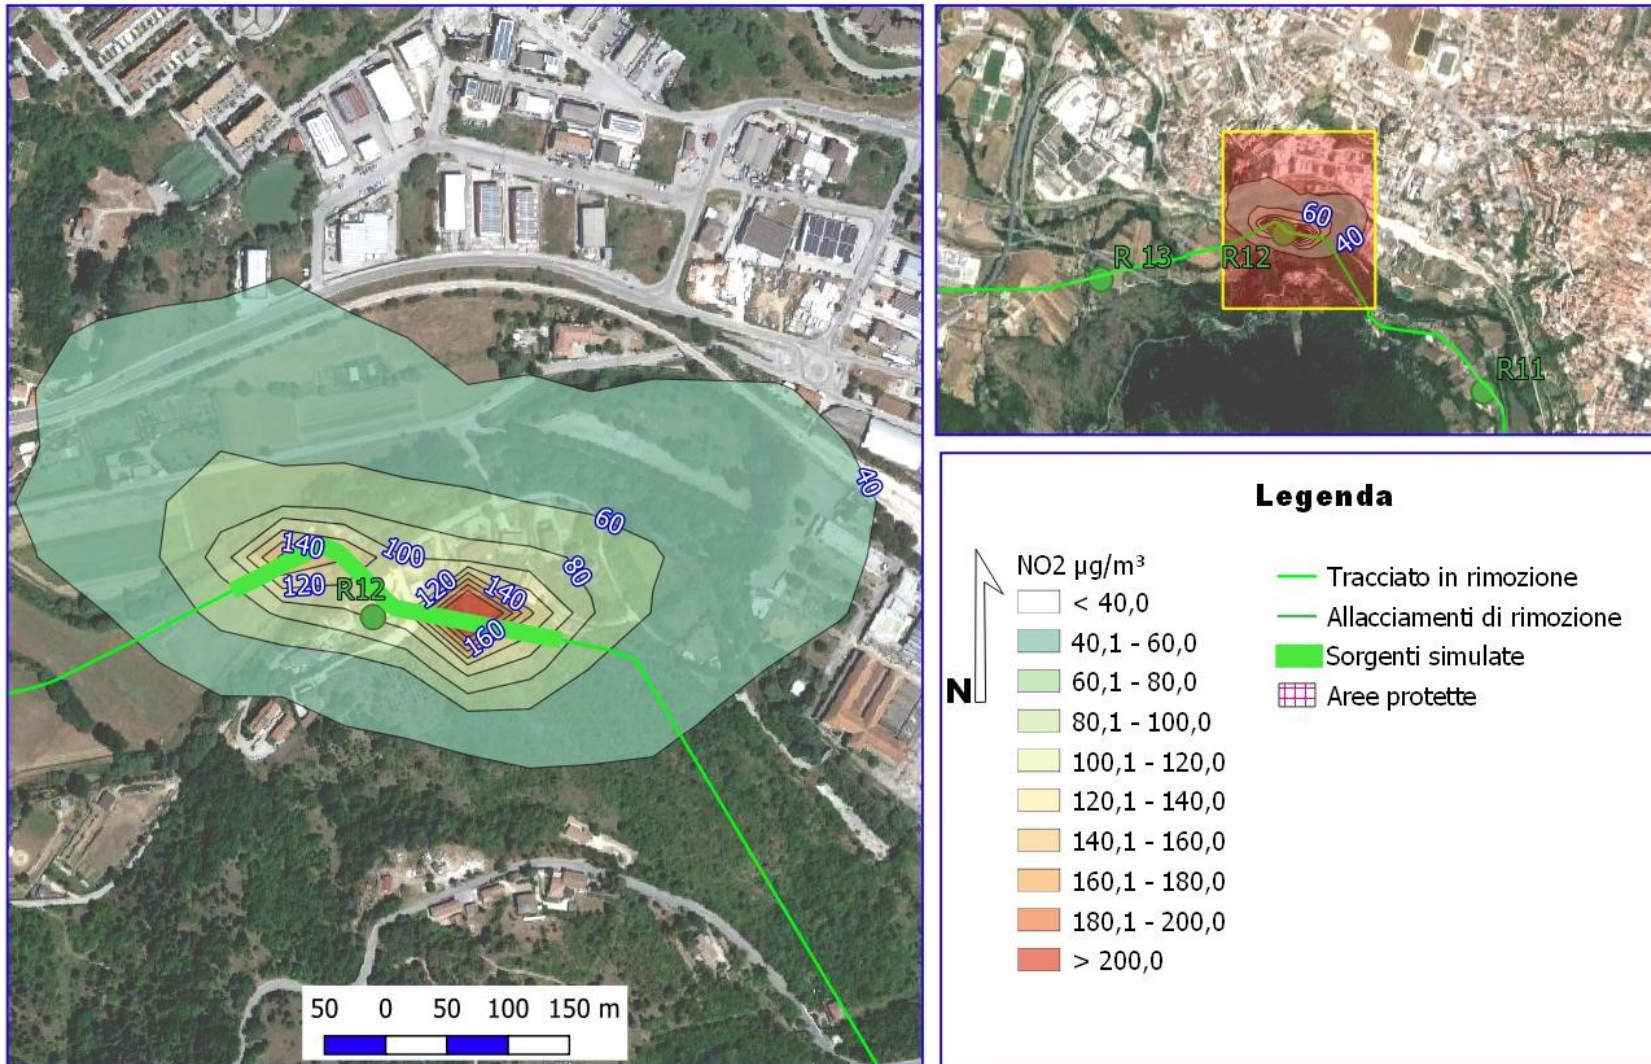 40
60
80
100
140
120
R12
120
140
160
50 0 50 100 150 m
60
40
R 13
R12
R11
Legenda
N
NO2 µg/m³
< 40,0
40,1 - 60,0
60,1 - 80,0
80,1 - 100,0
100,1 - 120,0
120,1 - 140,0
140,1 - 160,0
160,1 - 180,0
180,1 - 200,0
> 200,0
Tracciato in rimozione
Allacciamenti di rimozione
Sorgenti simulate
Aree protette